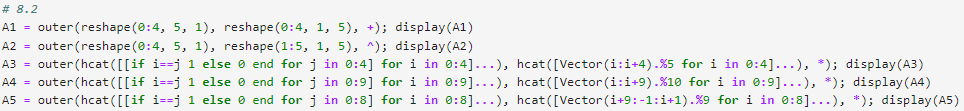 # 8.2
A1 = outer(reshape(0:4, 5, 1), reshape(0:4, 1, 5), +); display(A1)
A2 = outer(reshape(0:4, 5, 1), reshape(1:5, 1, 5), ^); display(A2)
A3 = outer(hcat([[if i==j 1 else 0 end for j in 0:4] for i in 0:4]...), hcat([Vector(i:i+4).%5 for i in 0:4]...), *); display(A3)
A4 = outer(hcat([[if i==j 1 else 0 end for j in 0:9] for i in 0:9]...), hcat([Vector(i:i+9).%10 for i in 0:9]...), *); display(A4)
A5 = outer(hcat([[if i==j 1 else 0 end for j in 0:8] for i in 0:8]...), hcat([Vector(i+9:-1:i+1).%9 for i in 0:8]...), *); display(A5)